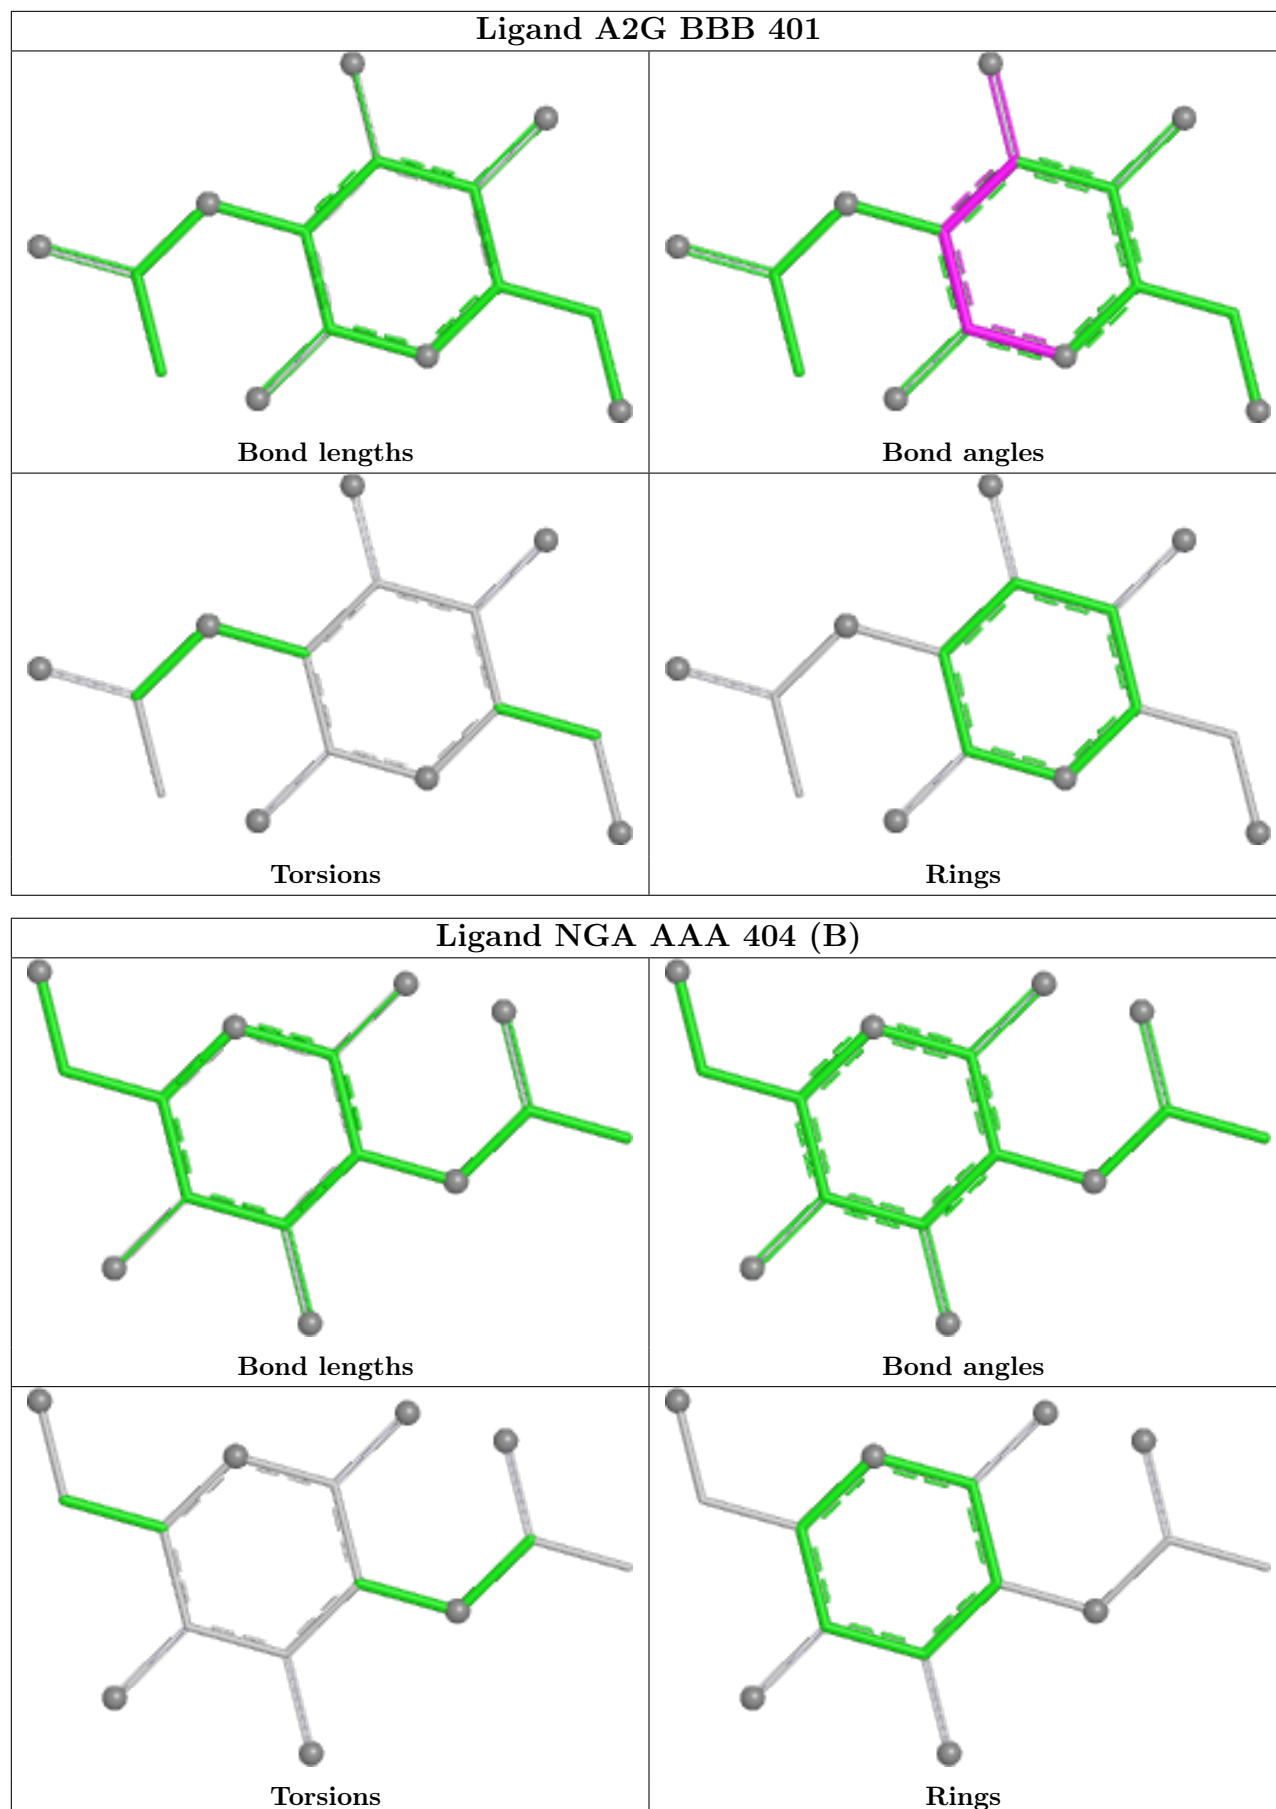 Ligand A2G BBB 401
Bond lengths
Bond angles
Torsions
Rings
Ligand NGA AAA 404 (B)
Bond lengths
Bond angles
Torsions
Rings